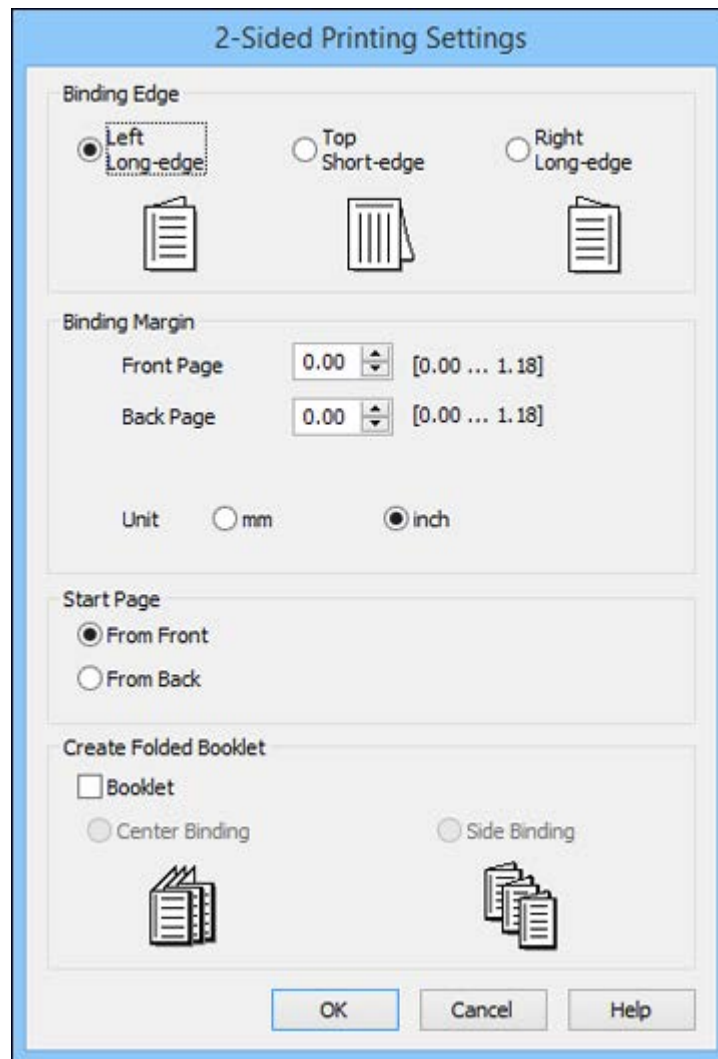 2-Sided Printing Settings
Binding Edge
Left
Long-edge
Top
Short-edge
Right
Long-edge
Binding Margin
Front Page 0.00 [0.00 ... 1.18]
Back Page 0.00 [0.00 ... 1.18]
Unit mm inch
Start Page
From Front
From Back
Create Folded Booklet
Booklet
Center Binding Side Binding
OK Cancel Help